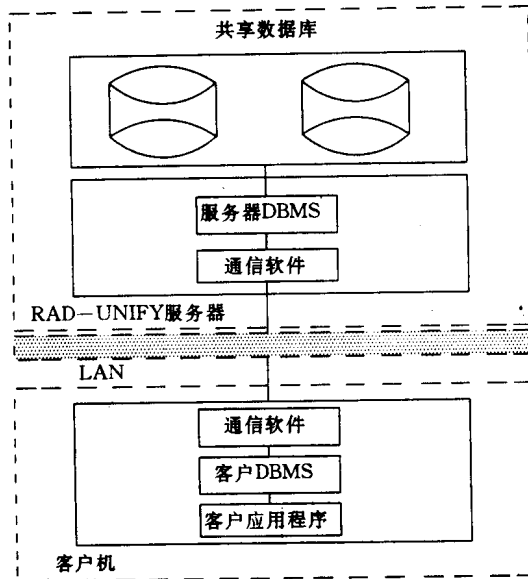 共享数据库
服务器DBMS
通信软件
RAD-UNIFY服务器
LAN
通信软件
客户DBMS
客户应用程序
客户机